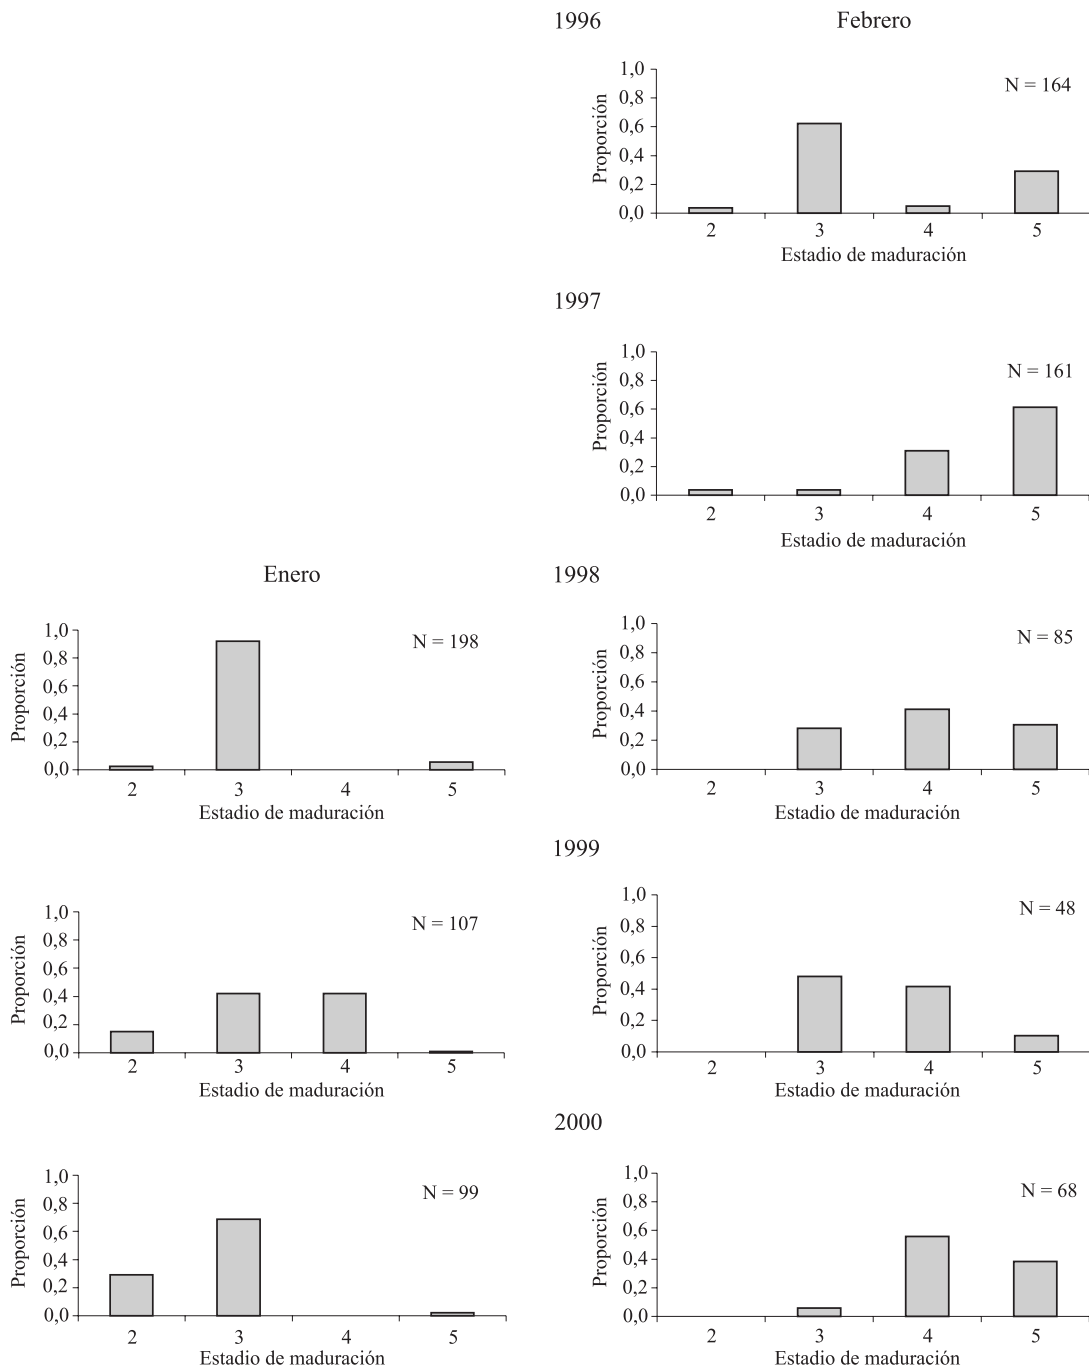 1996 Febrero
N = 164
Proporción
1,0
0,8
0,6
0,4
0,2
0,0
2 3 4 5
Estadio de maduración
1997
N = 161
Proporción
1,0
0,8
0,6
0,4
0,2
0,0
2 3 4 5
Estadio de maduración
Enero 1998
N = 198
Proporción
1,0
0,8
0,6
0,4
0,2
0,0
2 3 4 5
Estadio de maduración
N = 85
Proporción
1,0
0,8
0,6
0,4
0,2
0,0
2 3 4 5
Estadio de maduración
1999
N = 107
Proporción
1,0
0,8
0,6
0,4
0,2
0,0
2 3 4 5
Estadio de maduración
N = 48
Proporción
1,0
0,8
0,6
0,4
0,2
0,0
2 3 4 5
Estadio de maduración
2000
N = 99
Proporción
1,0
0,8
0,6
0,4
0,2
0,0
2 3 4 5
Estadio de maduración
N = 68
Proporción
1,0
0,8
0,6
0,4
0,2
0,0
2 3 4 5
Estadio de maduración